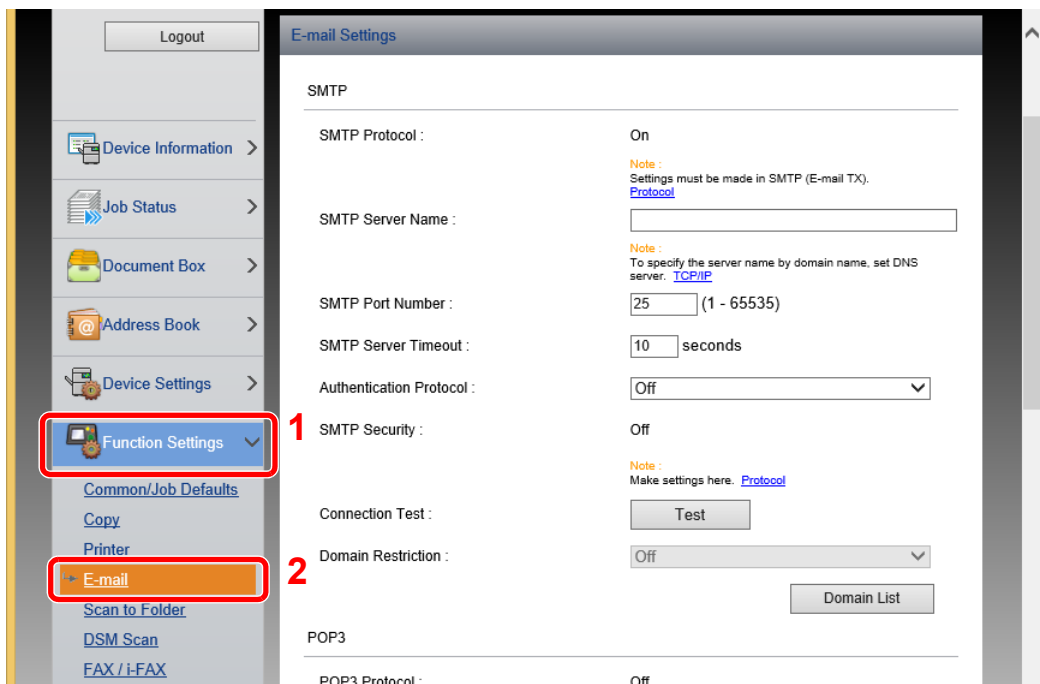 Logout
Device Information
Job Status
Document Box
Address Book
Device Settings
Function Settings
1
Common/Job Defaults
Copy
Printer
E-mail
2
Scan to Folder
DSM Scan
FAX / i-FAX
E-mail Settings
SMTP
SMTP Protocol : On
Note :
Settings must be made in SMTP (E-mail TX).
Protocol
SMTP Server Name :
Note :
To specify the server name by domain name, set DNS
server. TCP/IP
SMTP Port Number : 25 (1 - 65535)
SMTP Server Timeout : 10 seconds
Authentication Protocol : Off
SMTP Security : Off
Note :
Make settings here. Protocol
Connection Test : Test
Domain Restriction : Off
Domain List
POP3
POP3 Protocol : Off